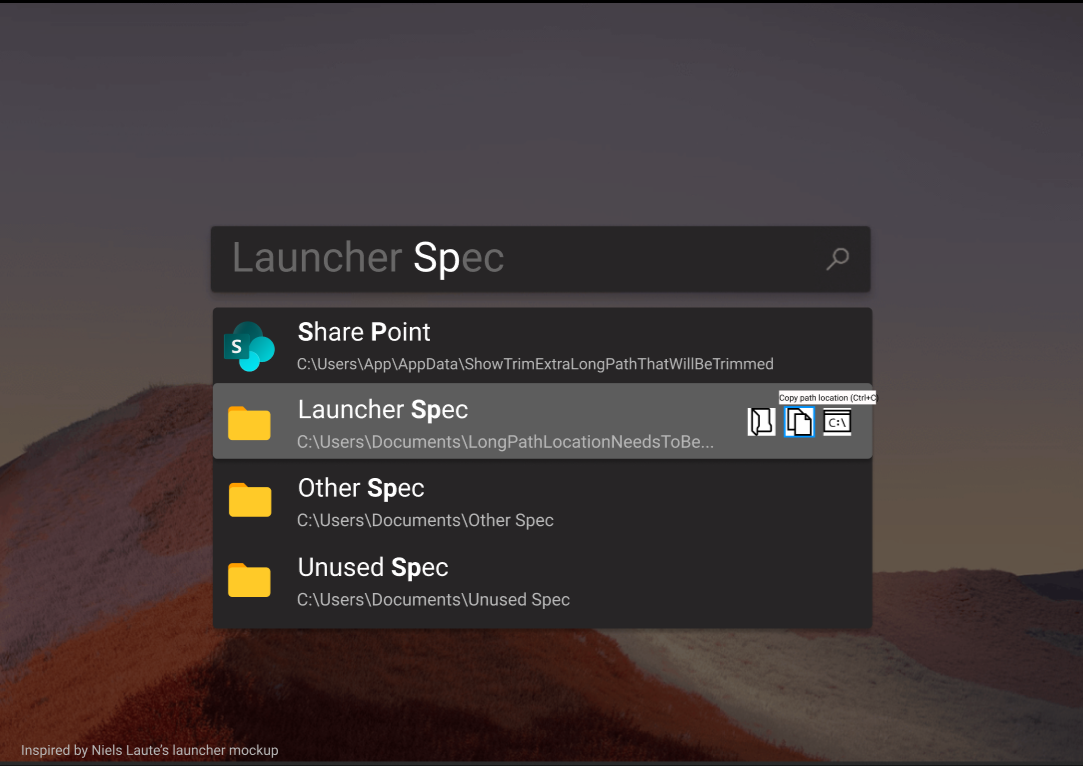 Launcher Spec
Share Point
S
C:\Users\App\AppData\ShowTrimExtraLongPathThatWillBeTrimmed
Copy path location (Ctrl+C
Launcher Spec
C:\
C:\Users\Documents\LongPathLocationNeedsToBe...
Other Spec
C:\Users\Documents\Other Spec
Unused Spec
C:\Users\Documents\Unused Spec
Inspired by Niels Laute's launcher mockup